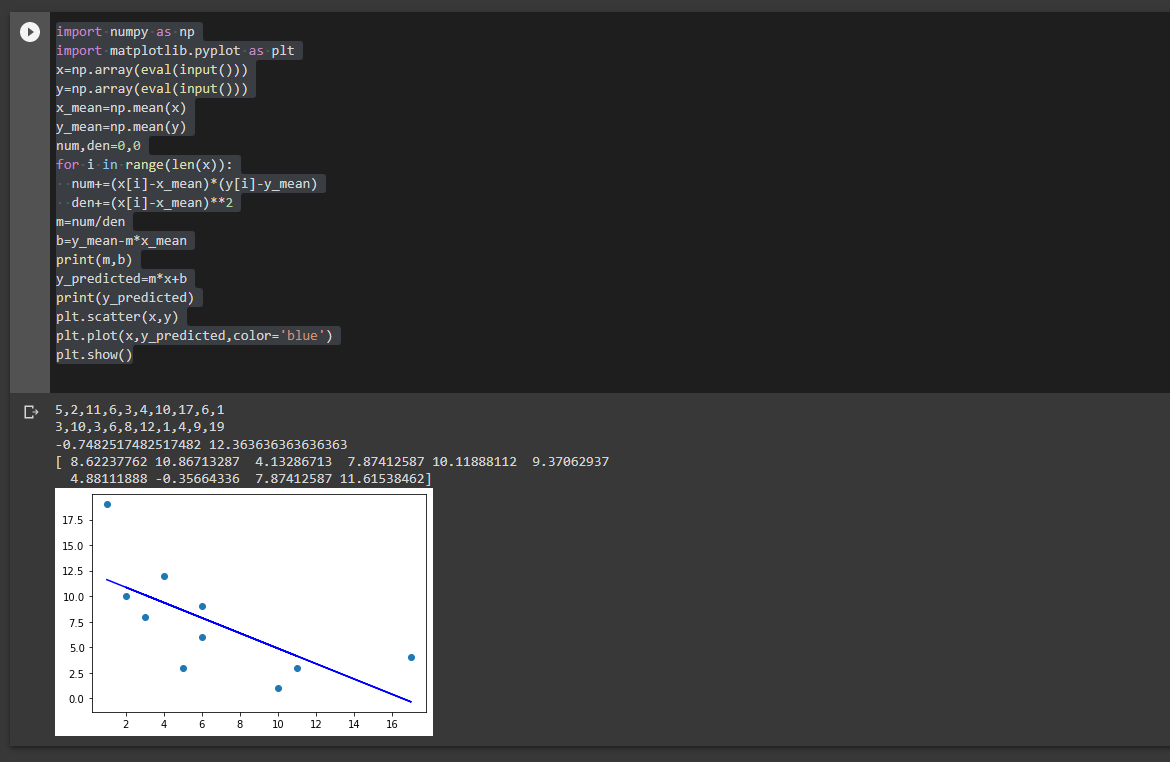 import numpy as np
import matplotlib.pyplot as plt
x=np.array(eval(input()))
y=np.array(eval(input()))
x_mean=np.mean(x)
y_mean=np.mean(y)
num,den=0,0
for i in range(len(x)):
  num+=(x[i]-x_mean)*(y[i]-y_mean)
  den+=(x[i]-x_mean)**2
m=num/den
b=y_mean-m*x_mean
print(m,b)
y_predicted=m*x+b
print(y_predicted)
plt.scatter(x,y)
plt.plot(x,y_predicted,color='blue')
plt.show()
5,2,11,6,3,4,10,17,6,1
3,10,3,6,8,12,1,4,9,19
-0.7482517482517482 12.363636363636363
[ 8.62237762 10.86713287  4.13286713  7.87412587 10.11888112  9.37062937
  4.88111888 -0.35664336  7.87412587 11.61538462]
17.5
15.0
12.5
10.0
7.5
5.0
2.5
0.0
2 4 6 8 10 12 14 16